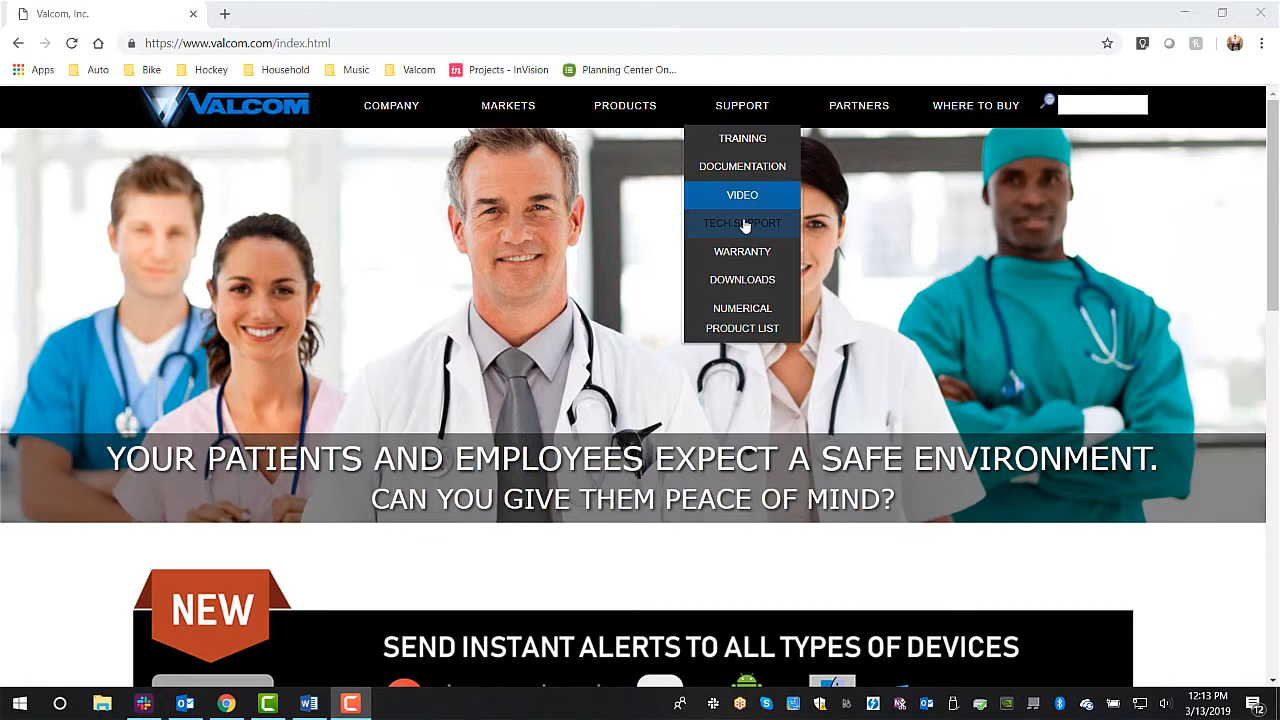 Valcom, Inc.
https://www.valcom.com/index.html
Apps Auto Bike Hockey Household Music Valcom Projects - InVision Planning Center On...
VALCOM COMPANY MARKETS PRODUCTS SUPPORT PARTNERS WHERE TO BUY
TRAINING
DOCUMENTATION
VIDEO
TECH SUPPORT
WARRANTY
DOWNLOADS
NUMERICAL
PRODUCT LIST
YOUR PATIENTS AND EMPLOYEES EXPECT A SAFE ENVIRONMENT.
CAN YOU GIVE THEM PEACE OF MIND?
NEW
SEND INSTANT ALERTS TO ALL TYPES OF DEVICES
12:13 PM
3/13/2019
12